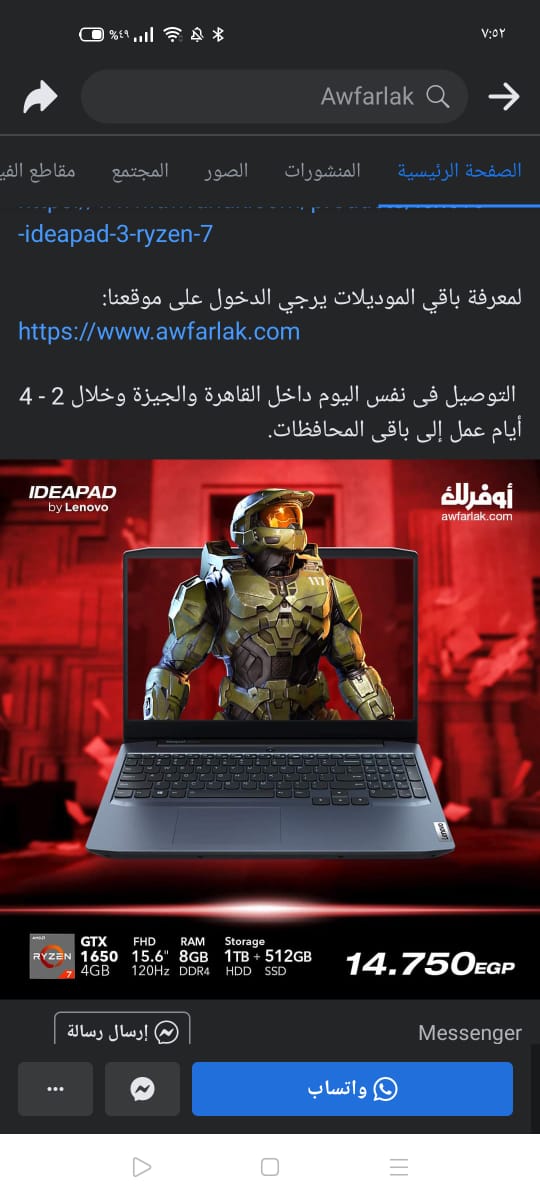 ٧:٥٢
%٤٩
Awfarlak
الصفحة الرئيسية
المنشورات
الصور
المجتمع
مقاطع الفي
-ideapad-3-ryzen-7
لمعرفة باقي الموديلات يرجي الدخول على موقعنا:
https://www.awfarlak.com
التوصيل فى نفس اليوم داخل القاهرة والجيزة وخلال 2 - 4
أيام عمل إلى باقى المحافظات.
IDEAPAD
by Lenovo
أوفرلك
awfarlak.com
117
Lenovo
AMD
RYZEN
7
GTX
1650
4GB
FHD
15.6"
120Hz
RAM
8GB
DDR4
Storage
1TB + 512GB
HDD SSD
14.750EGP
Messenger
إرسال رسالة
واتساب